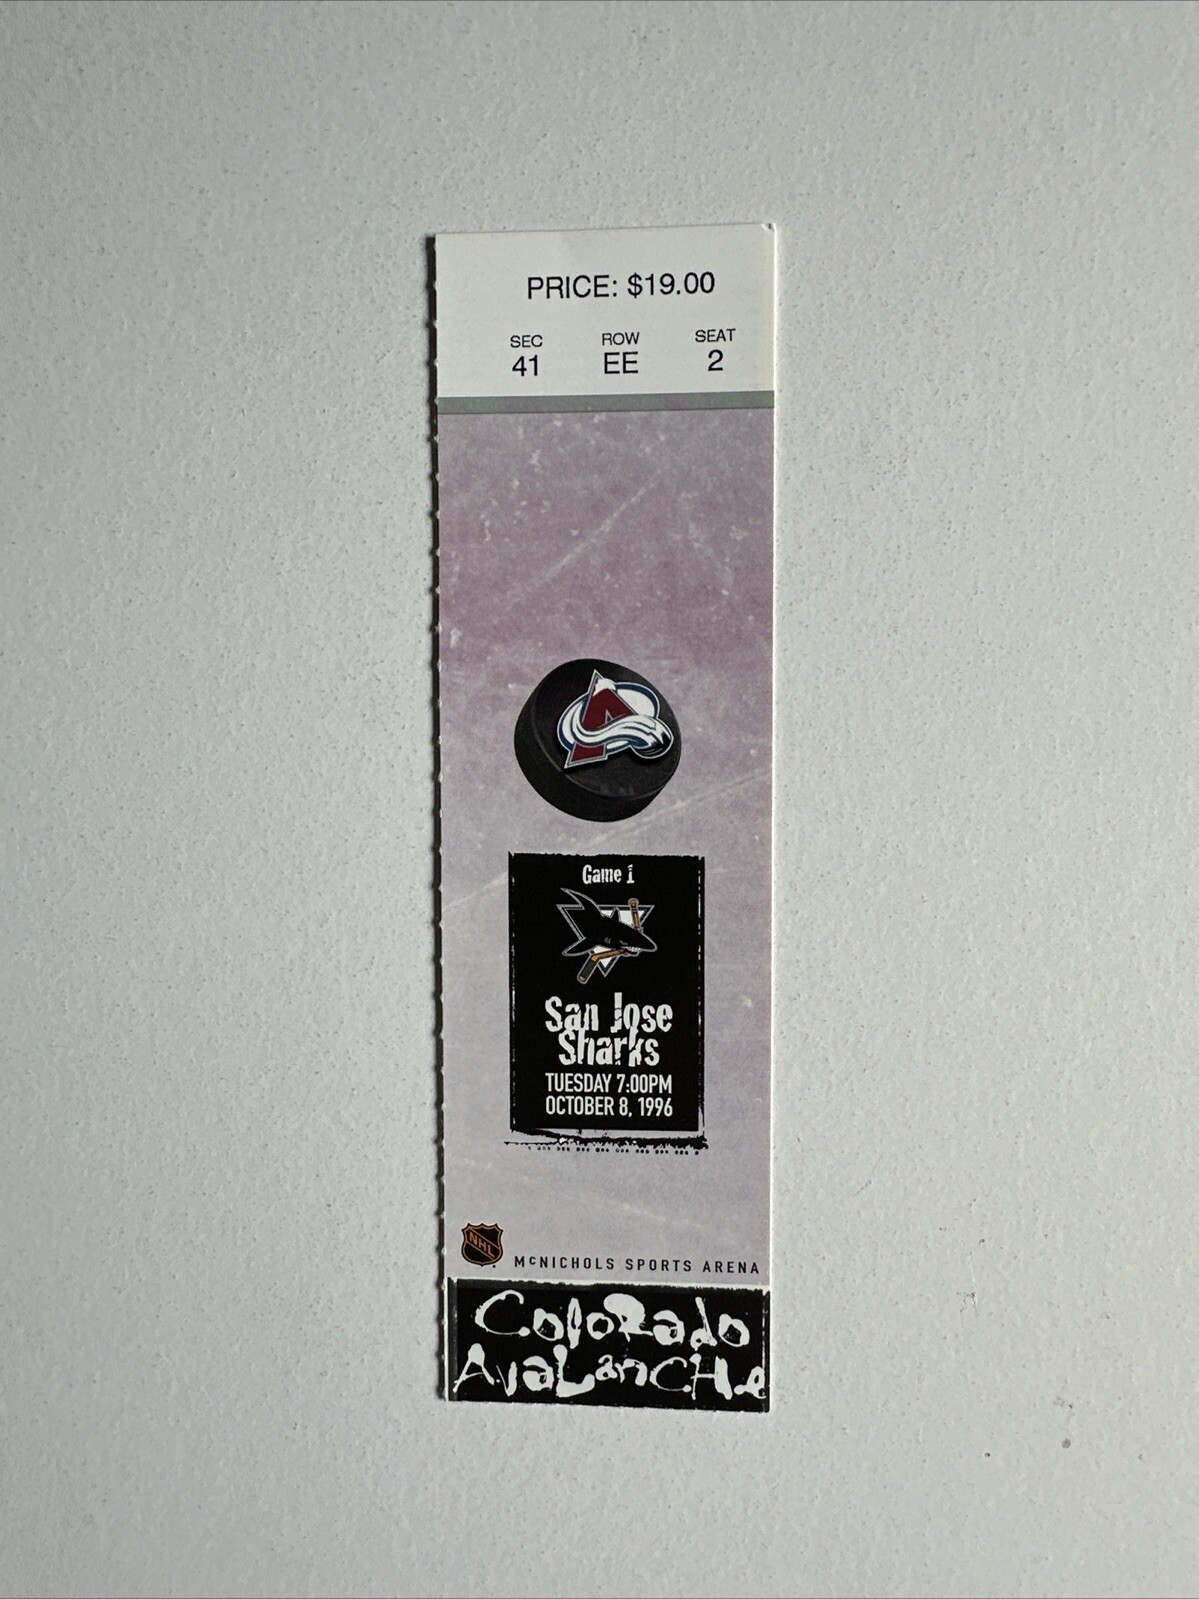 PRICE: $19.00
SEC ROW SEAT
41 EE 2
Game 1
San Jose
Sharks
TUESDAY 7:00PM
OCTOBER 8, 1996
NHL
McNICHOLS SPORTS ARENA
ColoRado
AvaLancHe